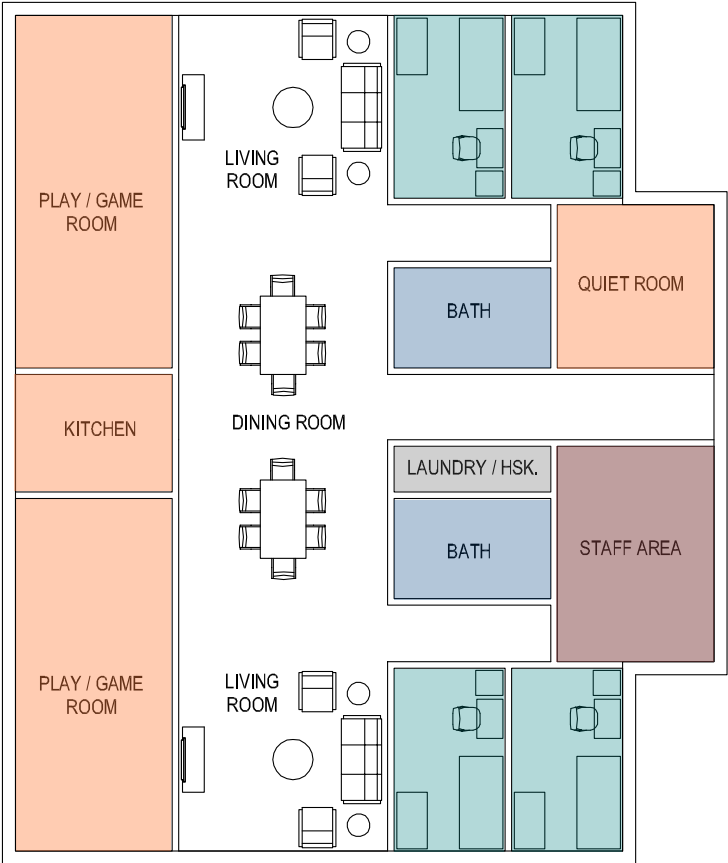 LIVING
ROOM
PLAY / GAME
ROOM
QUIET ROOM
BATH
KITCHEN
DINING ROOM
LAUNDRY / HSK.
BATH
STAFF AREA
PLAY / GAME
ROOM
LIVING
ROOM